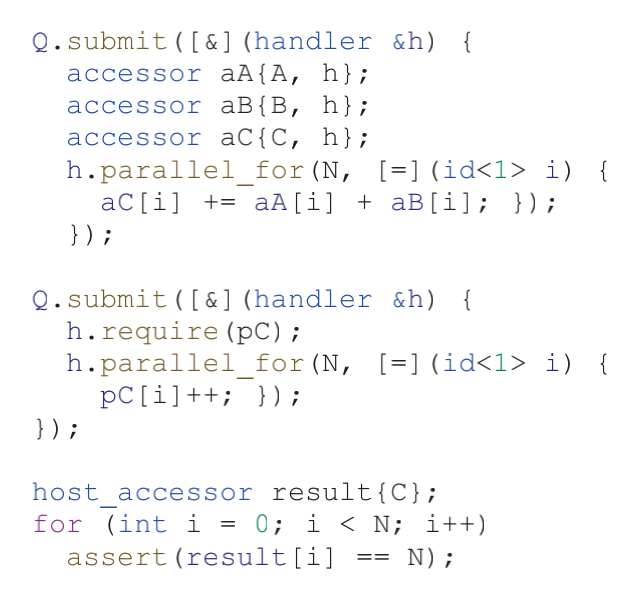 Q.submit([&](handler &h) {
  accessor aA{A, h};
  accessor aB{B, h};
  accessor aC{C, h};
  h.parallel_for(N, [=](id<1> i) {
    aC[i] += aA[i] + aB[i]; });
  });

Q.submit([&](handler &h) {
  h.require(pC);
  h.parallel_for(N, [=](id<1> i) {
    pC[i]++; });
});

host_accessor result{C};
for (int i = 0; i < N; i++)
  assert(result[i] == N);